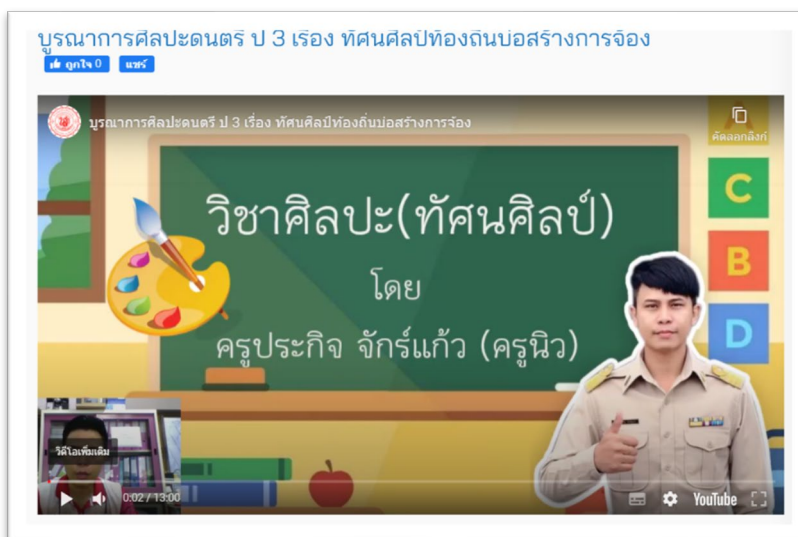 บูรณาการศิลปะดนตรี ป 3 เรื่อง ทัศนศิลป์ท้องถิ่นบ่อสร้างการจ้อง
ถูกใจ 0 แชร์
บูรณาการศิลปะดนตรี ป 3 เรื่อง ทัศนศิลป์ท้องถิ่นบ่อสร้างการจ้อง
คัดลอกลิงก์
วิชาศิลปะ(ทัศนศิลป์)
โดย
ครูประกิจ จักร์แก้ว (ครูนิว)
C
B
D
วิดีโอเพิ่มเติม
0:02 / 13:00
YouTube